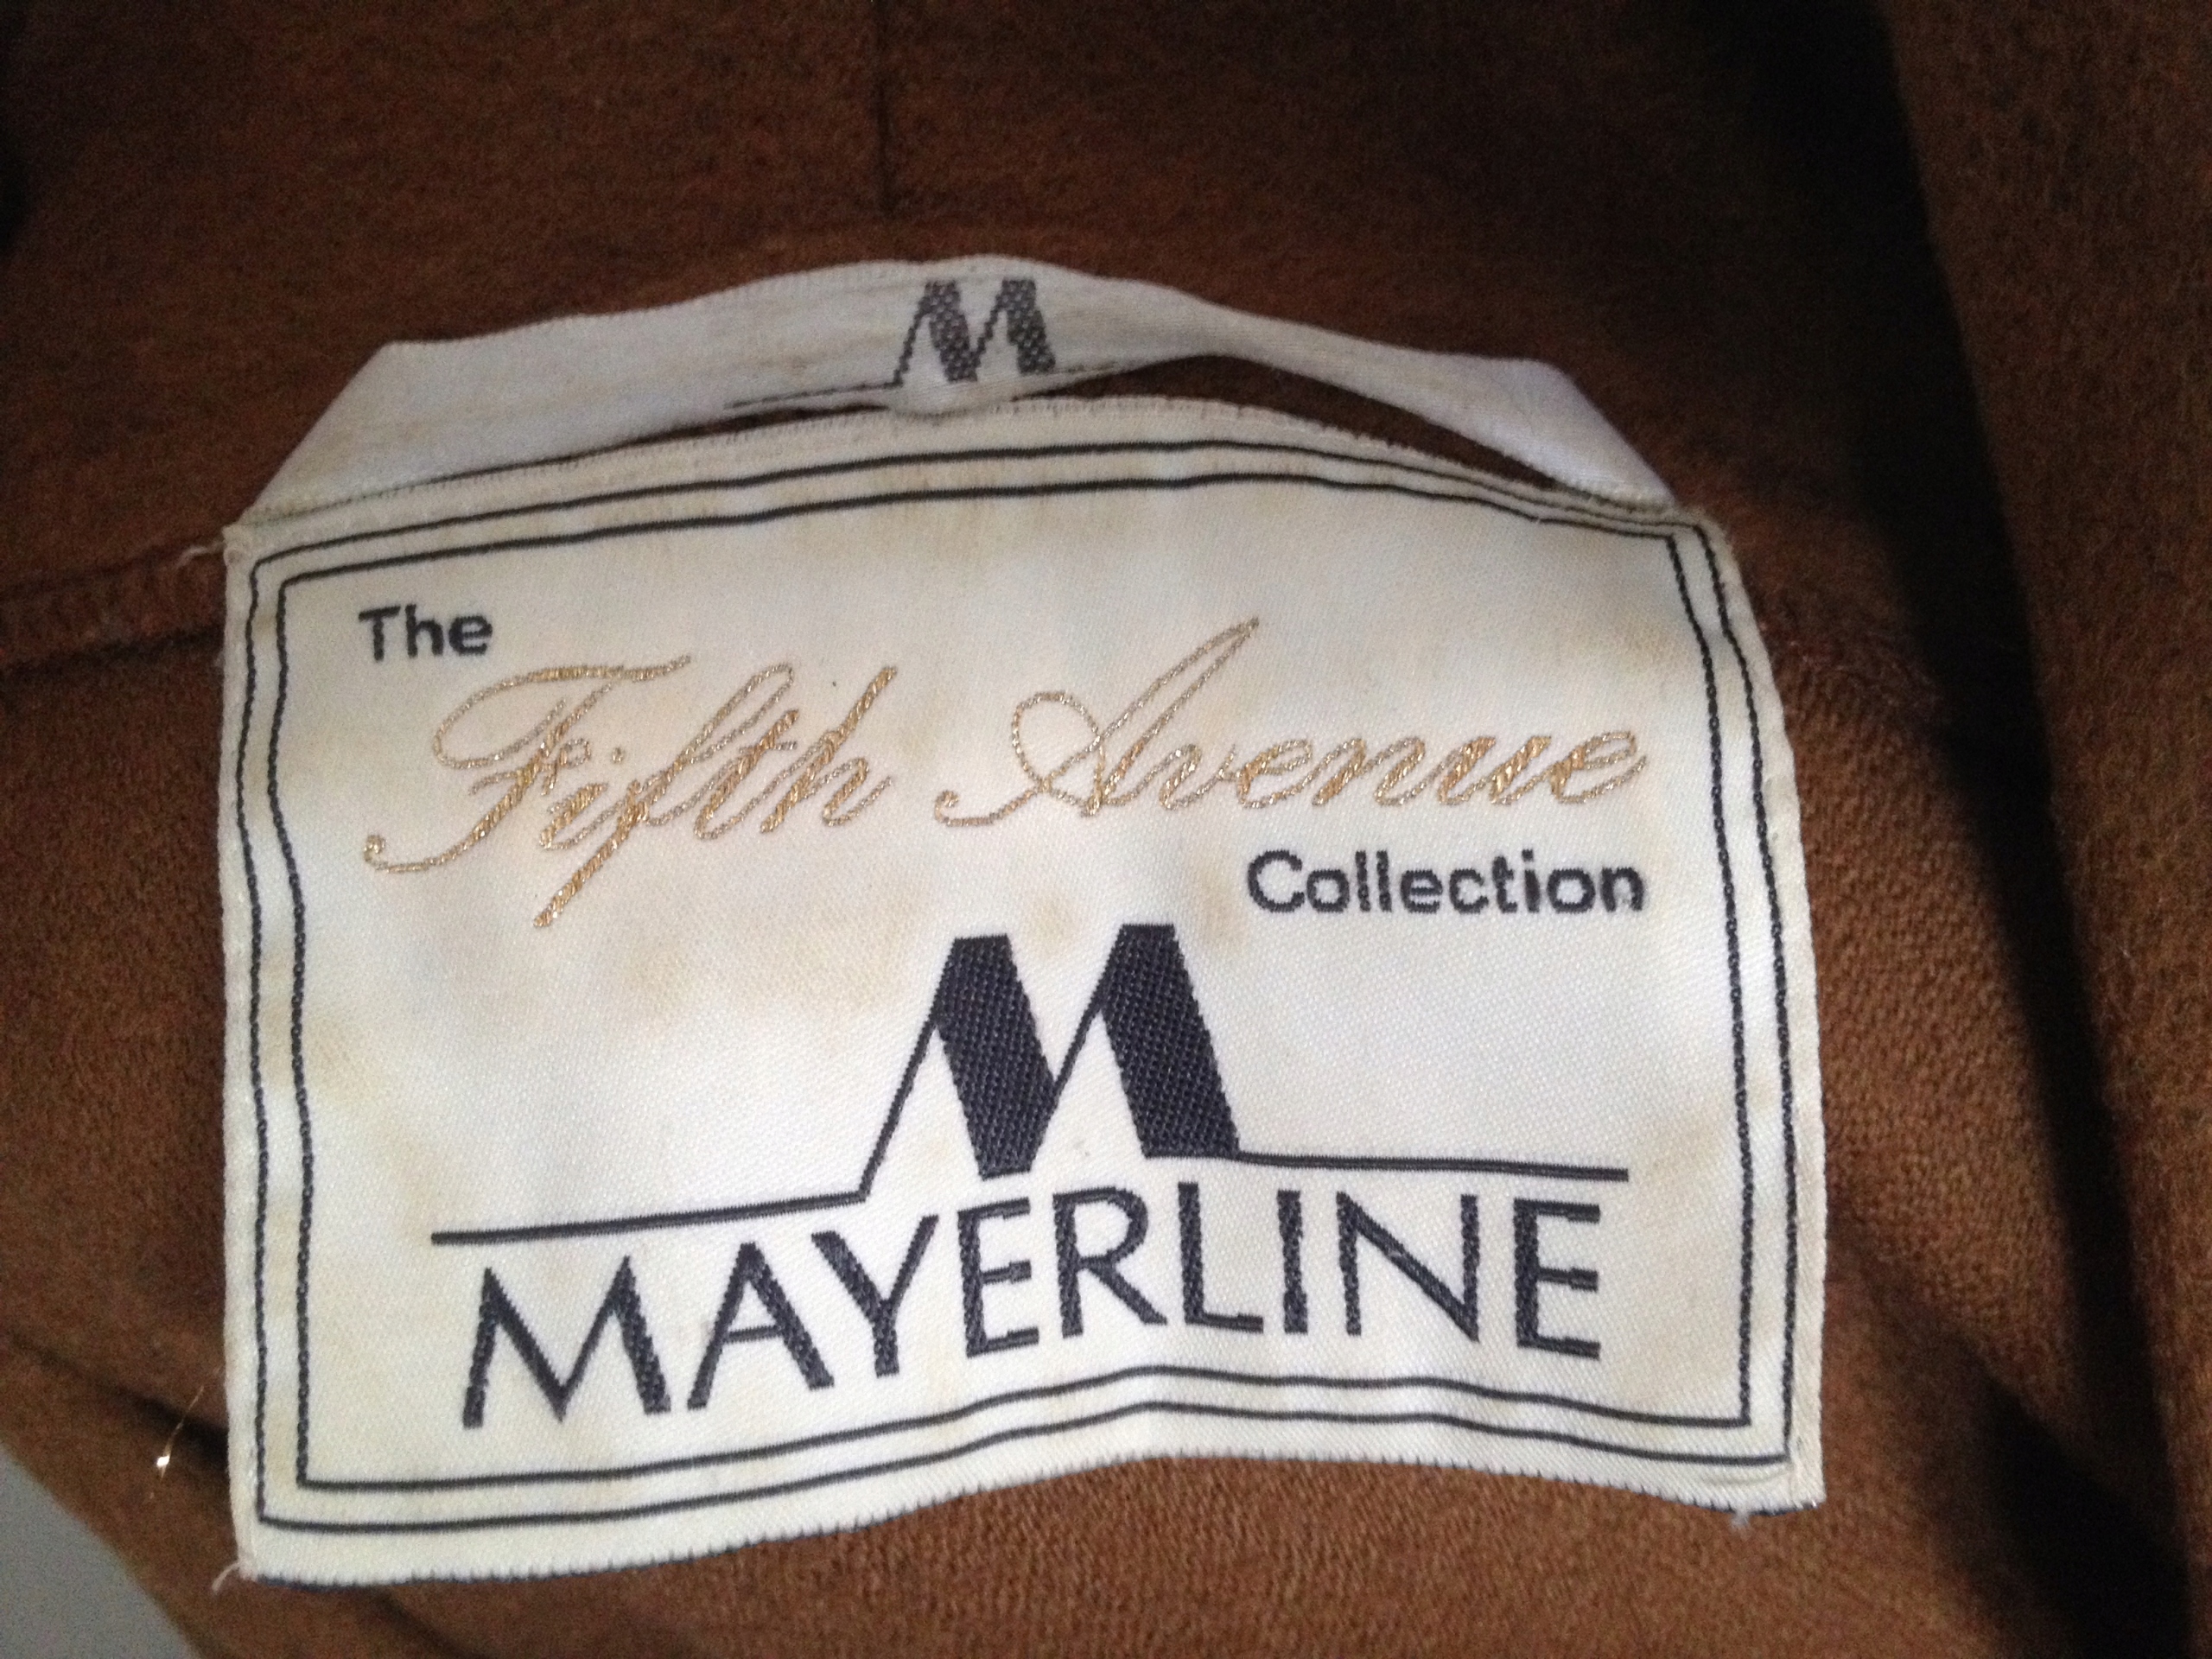 M
The
Fifth Avenue
Collection
M
MAYERLINE